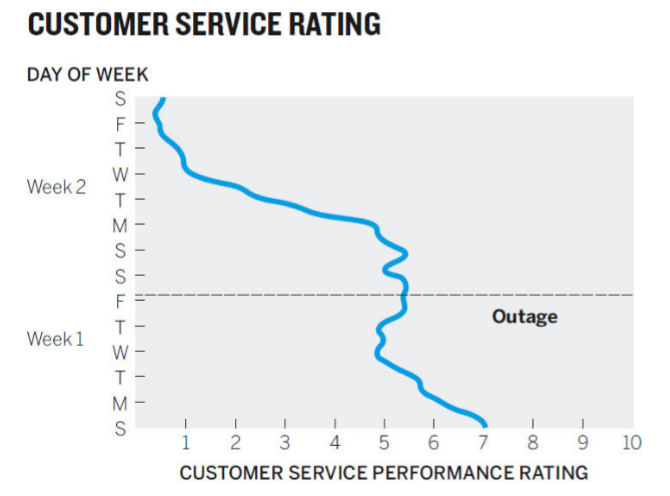 CUSTOMER SERVICE RATING
DAY OF WEEK
S
F
T
W
Week 2
T
M
S
S
F
Outage
T
Week 1
W
T
M
S
1 2 3 4 5 6 7 8 9 10
CUSTOMER SERVICE PERFORMANCE RATING